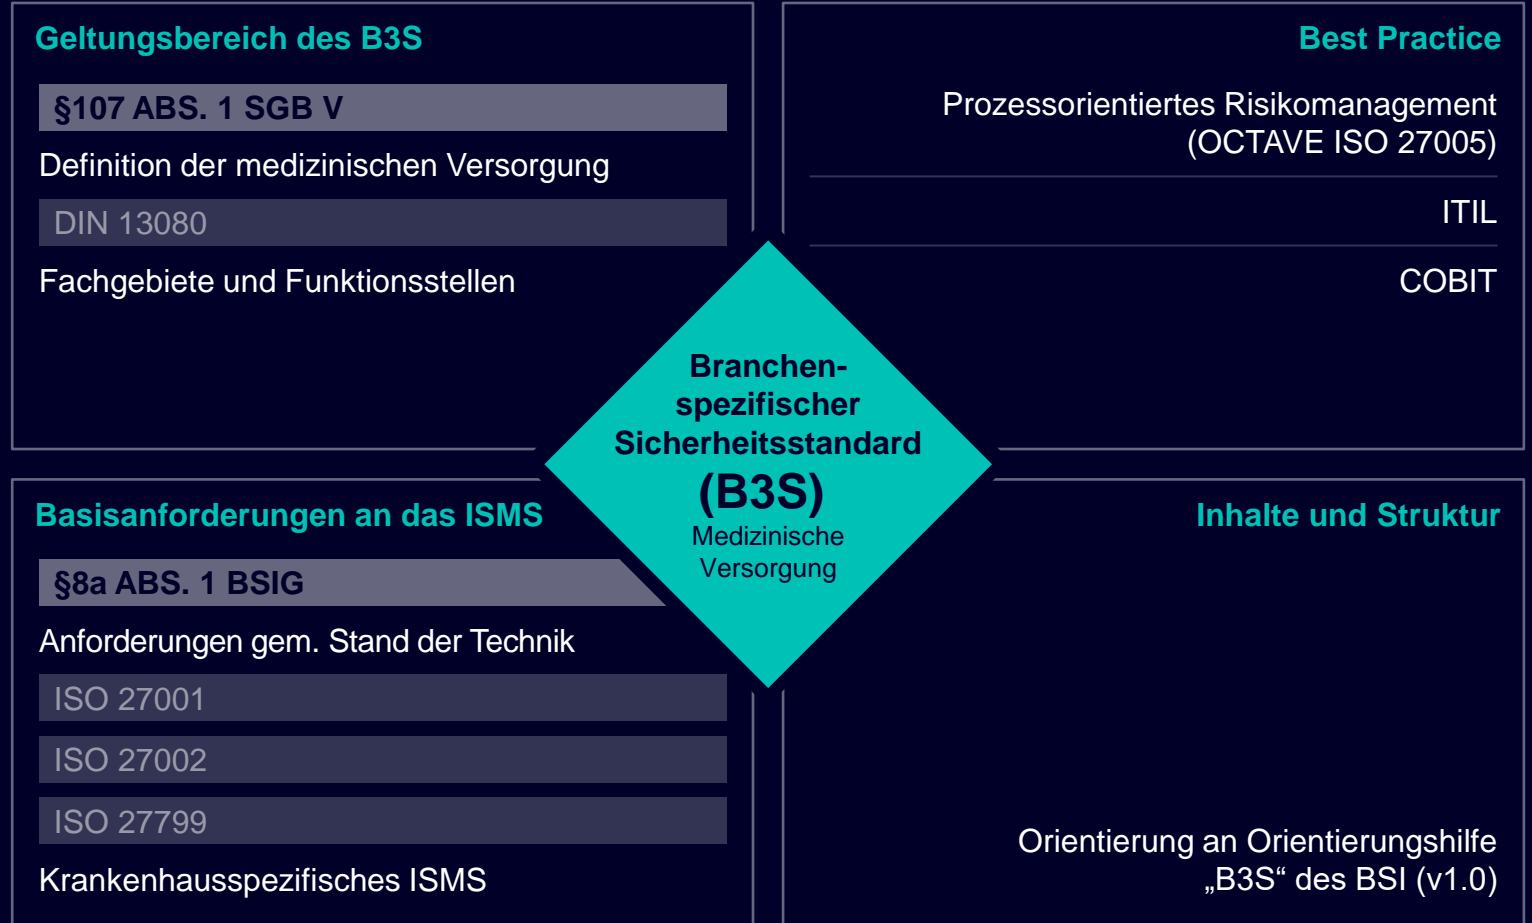 Geltungsbereich des B3S
§107 ABS. 1 SGB V
Definition der medizinischen Versorgung
DIN 13080
Fachgebiete und Funktionsstellen
Best Practice
Prozessorientiertes Risikomanagement
(OCTAVE ISO 27005)
ITIL
COBIT
Branchen-
spezifischer
Sicherheitsstandard
(B3S)
Medizinische
Versorgung
Basisanforderungen an das ISMS
§8a ABS. 1 BSIG
Anforderungen gem. Stand der Technik
ISO 27001
ISO 27002
ISO 27799
Krankenhausspezifisches ISMS
Inhalte und Struktur
Orientierung an Orientierungshilfe
„B3S“ des BSI (v1.0)